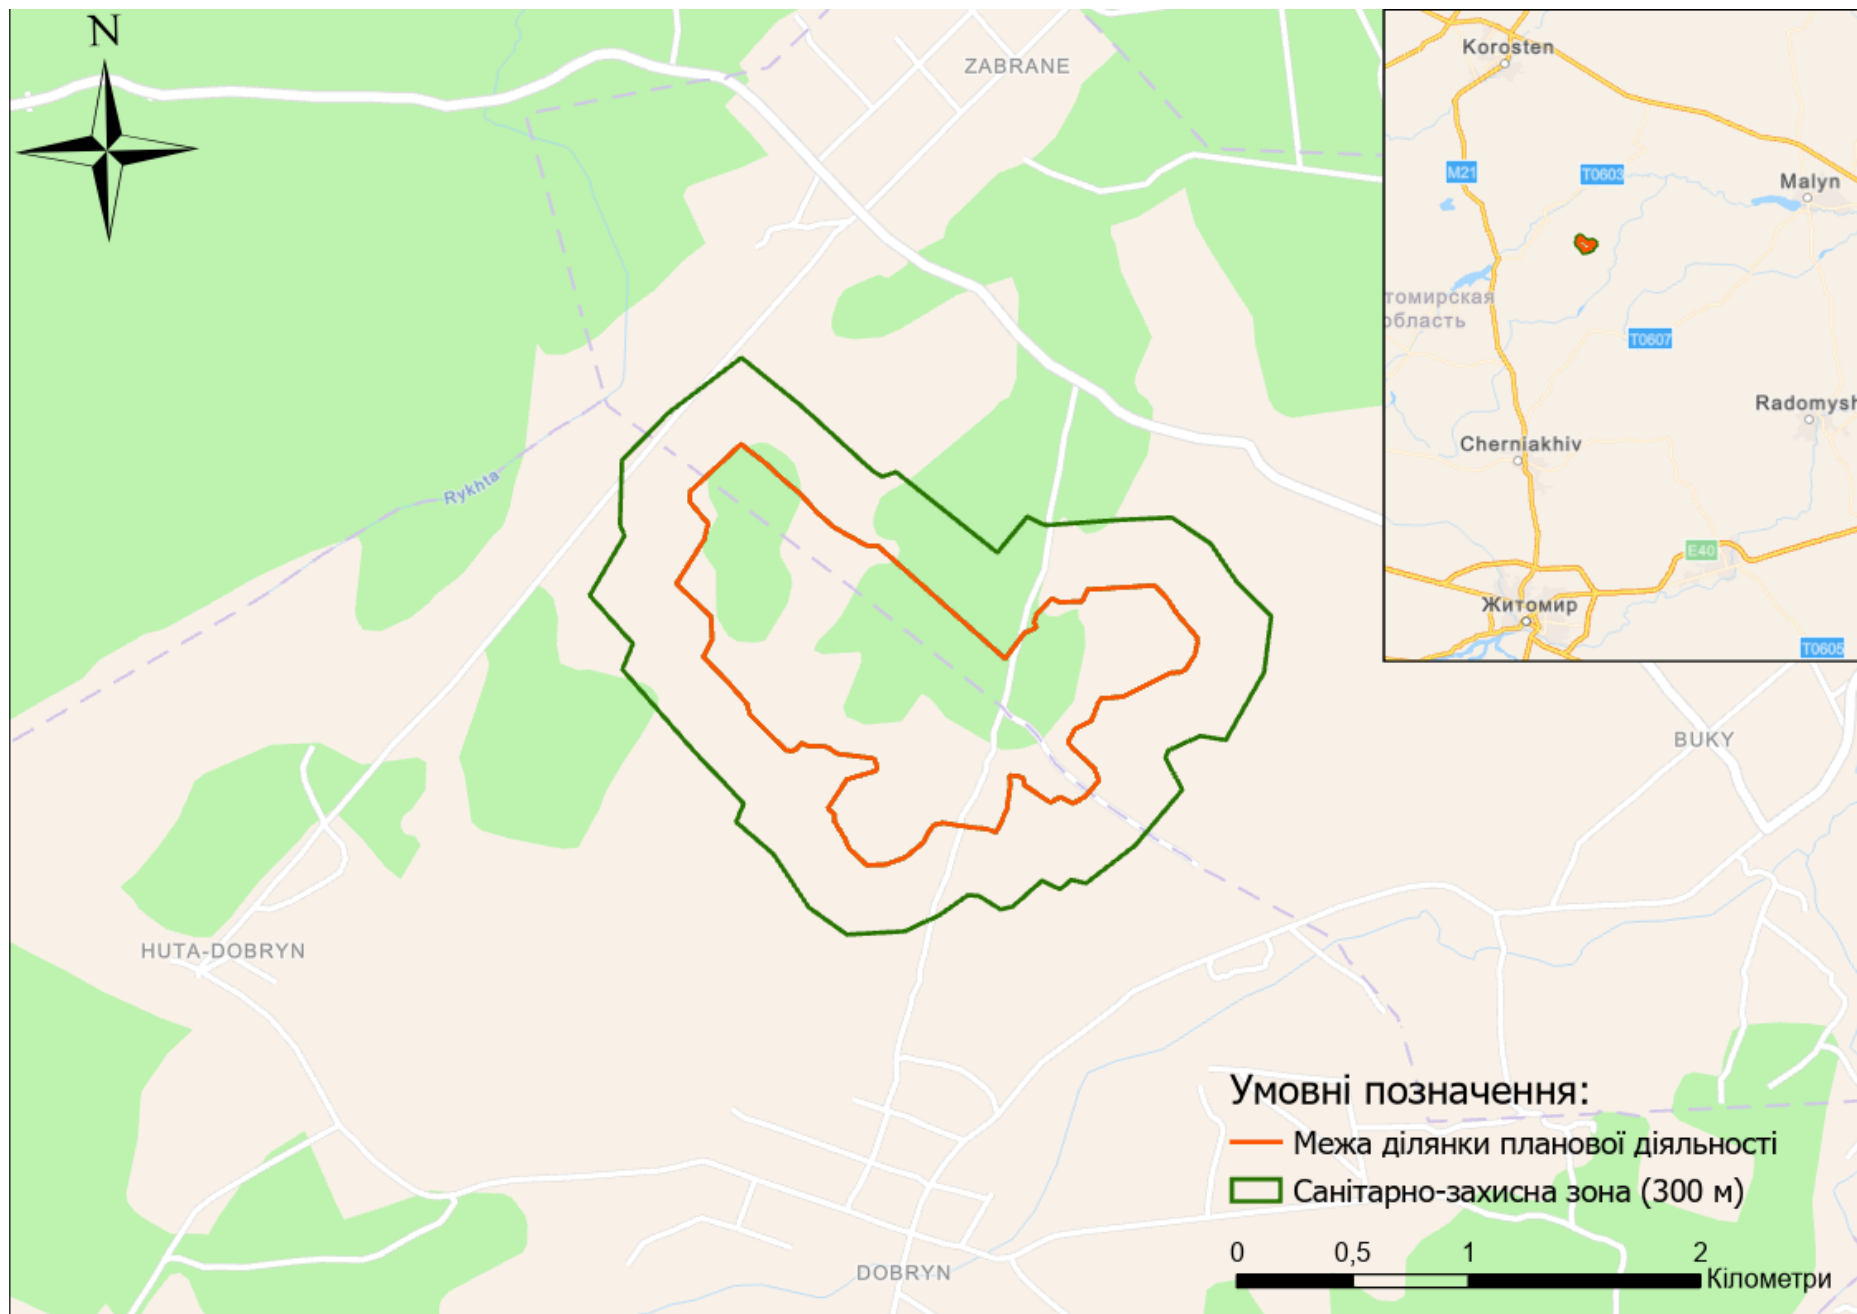 N
ZABRANE
Korosten
M21
T0603
Malyn
томирская
область
T0607
Radomysh
Cherniakhiv
E40
Житомир
T0605
Rykhta
BUKY
HUTA-DOBRYN
DOBRYN
Умовні позначення:
Межа ділянки планової діяльності
Санітарно-захисна зона (300 м)
0 0,5 1 2
Кілометри